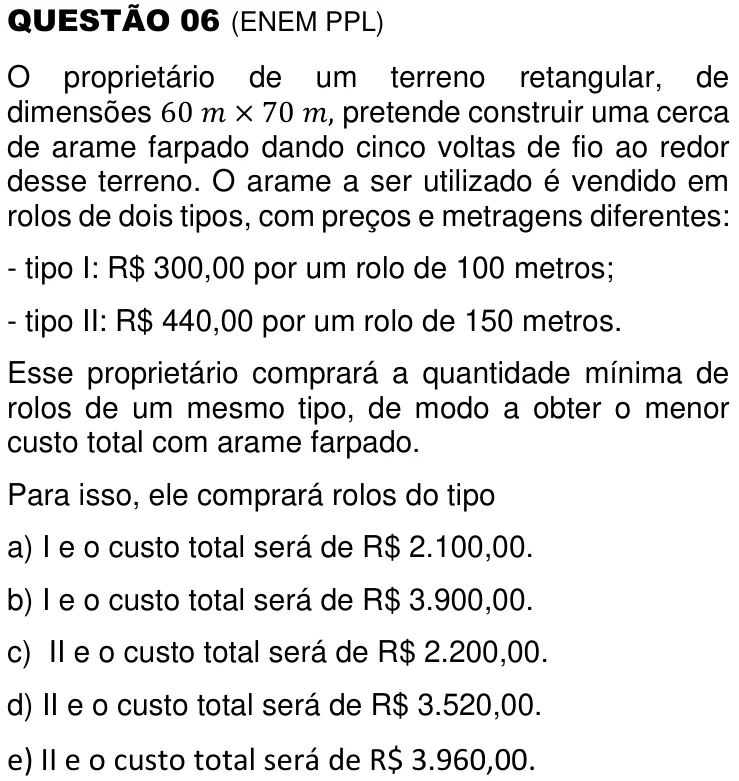 QUESTÃO 06 (ENEM PPL)
O proprietário de um terreno retangular, de
dimensões 60 m × 70 m, pretende construir uma cerca
de arame farpado dando cinco voltas de fio ao redor
desse terreno. O arame a ser utilizado é vendido em
rolos de dois tipos, com preços e metragens diferentes:
- tipo I: R$ 300,00 por um rolo de 100 metros;
- tipo II: R$ 440,00 por um rolo de 150 metros.
Esse proprietário comprará a quantidade mínima de
rolos de um mesmo tipo, de modo a obter o menor
custo total com arame farpado.
Para isso, ele comprará rolos do tipo
a) I e o custo total será de R$ 2.100,00.
b) I e o custo total será de R$ 3.900,00.
c) II e o custo total será de R$ 2.200,00.
d) II e o custo total será de R$ 3.520,00.
e) II e o custo total será de R$ 3.960,00.